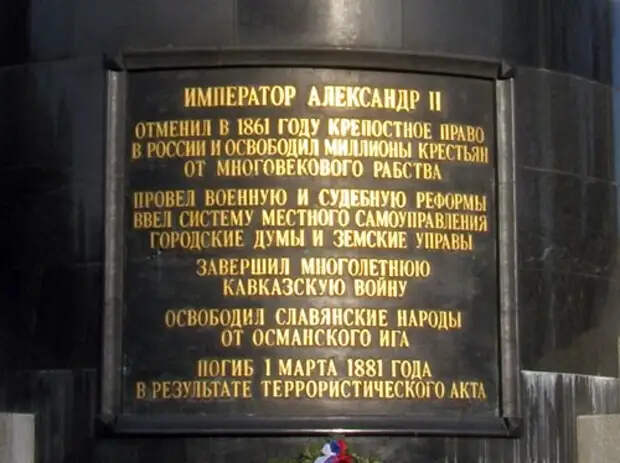 ИМПЕРАТОР АЛЕКСАНДР II
ОТМЕНИЛ В 1861 ГОДУ КРЕПОСТНОЕ ПРАВО
В РОССИИ И ОСВОБОДИЛ МИЛЛИОНЫ КРЕСТЬЯН
ОТ МНОГОВЕКОВОГО РАБСТВА
ПРОВЕЛ ВОЕННУЮ И СУДЕБНУЮ РЕФОРМЫ
ВВЕЛ СИСТЕМУ МЕСТНОГО САМОУПРАВЛЕНИЯ
ГОРОДСКИЕ ДУМЫ И ЗЕМСКИЕ УПРАВЫ
ЗАВЕРШИЛ МНОГОЛЕТНЮЮ
КАВКАЗСКУЮ ВОЙНУ
ОСВОБОДИЛ СЛАВЯНСКИЕ НАРОДЫ
ОТ ОСМАНСКОГО ИГА
ПОГИБ 1 МАРТА 1881 ГОДА
В РЕЗУЛЬТАТЕ ТЕРРОРИСТИЧЕСКОГО АКТА